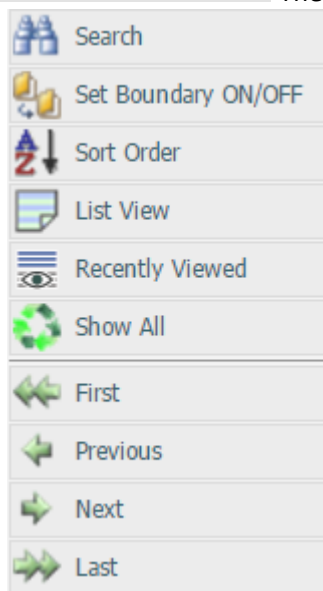 Search
Set Boundary ON/OFF
Sort Order
List View
Recently Viewed
Show All
First
Previous
Next
Last